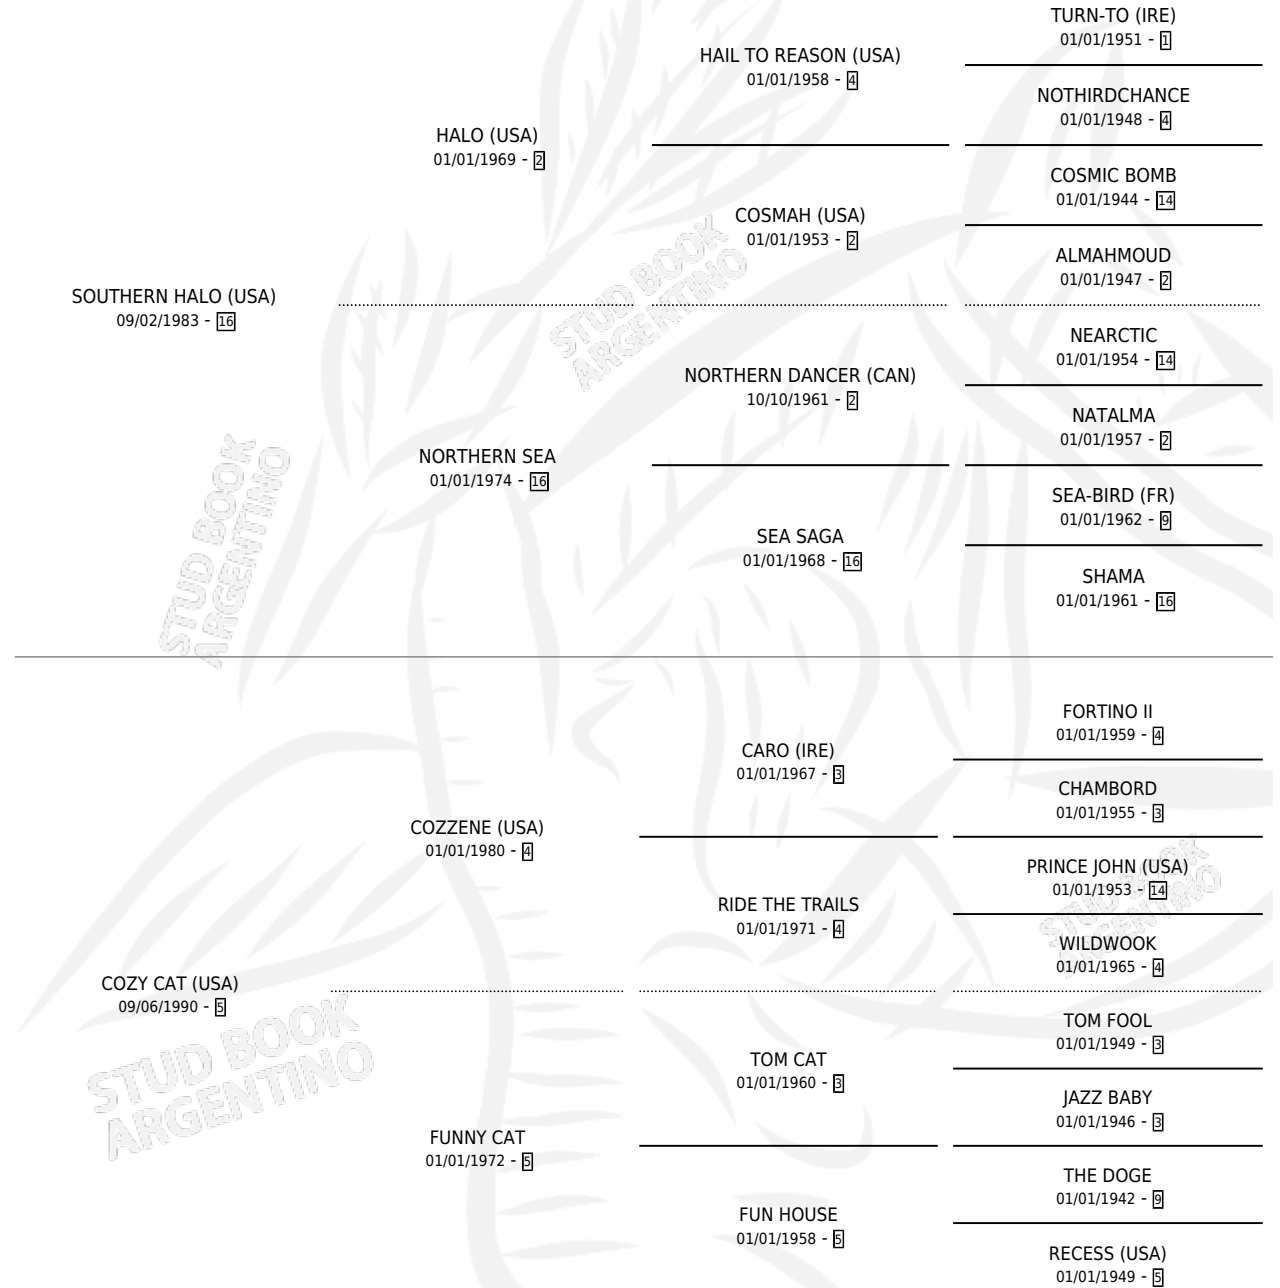 TURN-TO (IRE)
01/01/1951 - 1
HAIL TO REASON (USA)
01/01/1958 - 4
NOTHIRDCHANCE
01/01/1948 - 4
HALO (USA)
01/01/1969 - 2
COSMIC BOMB
01/01/1944 - 14
COSMAH (USA)
01/01/1953 - 2
ALMAHMOUD
01/01/1947 - 2
SOUTHERN HALO (USA)
09/02/1983 - 16
NEARCTIC
01/01/1954 - 14
NORTHERN DANCER (CAN)
10/10/1961 - 2
NATALMA
01/01/1957 - 2
NORTHERN SEA
01/01/1974 - 16
SEA-BIRD (FR)
01/01/1962 - 9
SEA SAGA
01/01/1968 - 16
SHAMA
01/01/1961 - 16
FORTINO II
01/01/1959 - 4
CARO (IRE)
01/01/1967 - 3
CHAMBORD
01/01/1955 - 3
COZZENE (USA)
01/01/1980 - 4
PRINCE JOHN (USA)
01/01/1953 - 14
RIDE THE TRAILS
01/01/1971 - 4
WILDWOOK
01/01/1965 - 4
COZY CAT (USA)
09/06/1990 - 5
TOM FOOL
01/01/1949 - 3
TOM CAT
01/01/1960 - 3
JAZZ BABY
01/01/1946 - 3
FUNNY CAT
01/01/1972 - 5
THE DOGE
01/01/1942 - 9
FUN HOUSE
01/01/1958 - 5
RECESS (USA)
01/01/1949 - 5
STUD BOOK
ARGENTINO
STUD BOOK
ARGENTINO
STUD BOOK
ARGENTINO
STUD BOOK
ARGENTINO